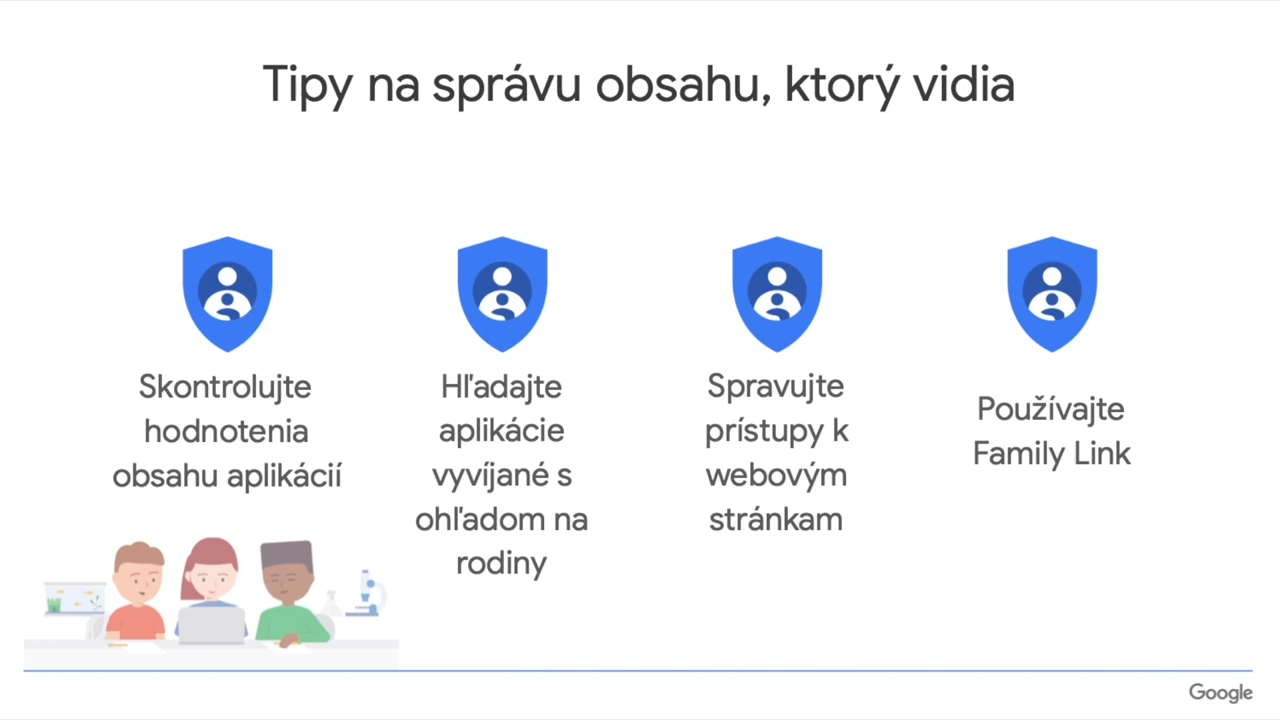 Tipy na správu obsahu, ktorý vidia
Skontrolujte
hodnotenia
obsahu aplikácií
Hľadajte
aplikácie
vyvíjané s
ohľadom na
rodiny
Spravujte
prístupy k
webovým
stránkam
Používajte
Family Link
Google